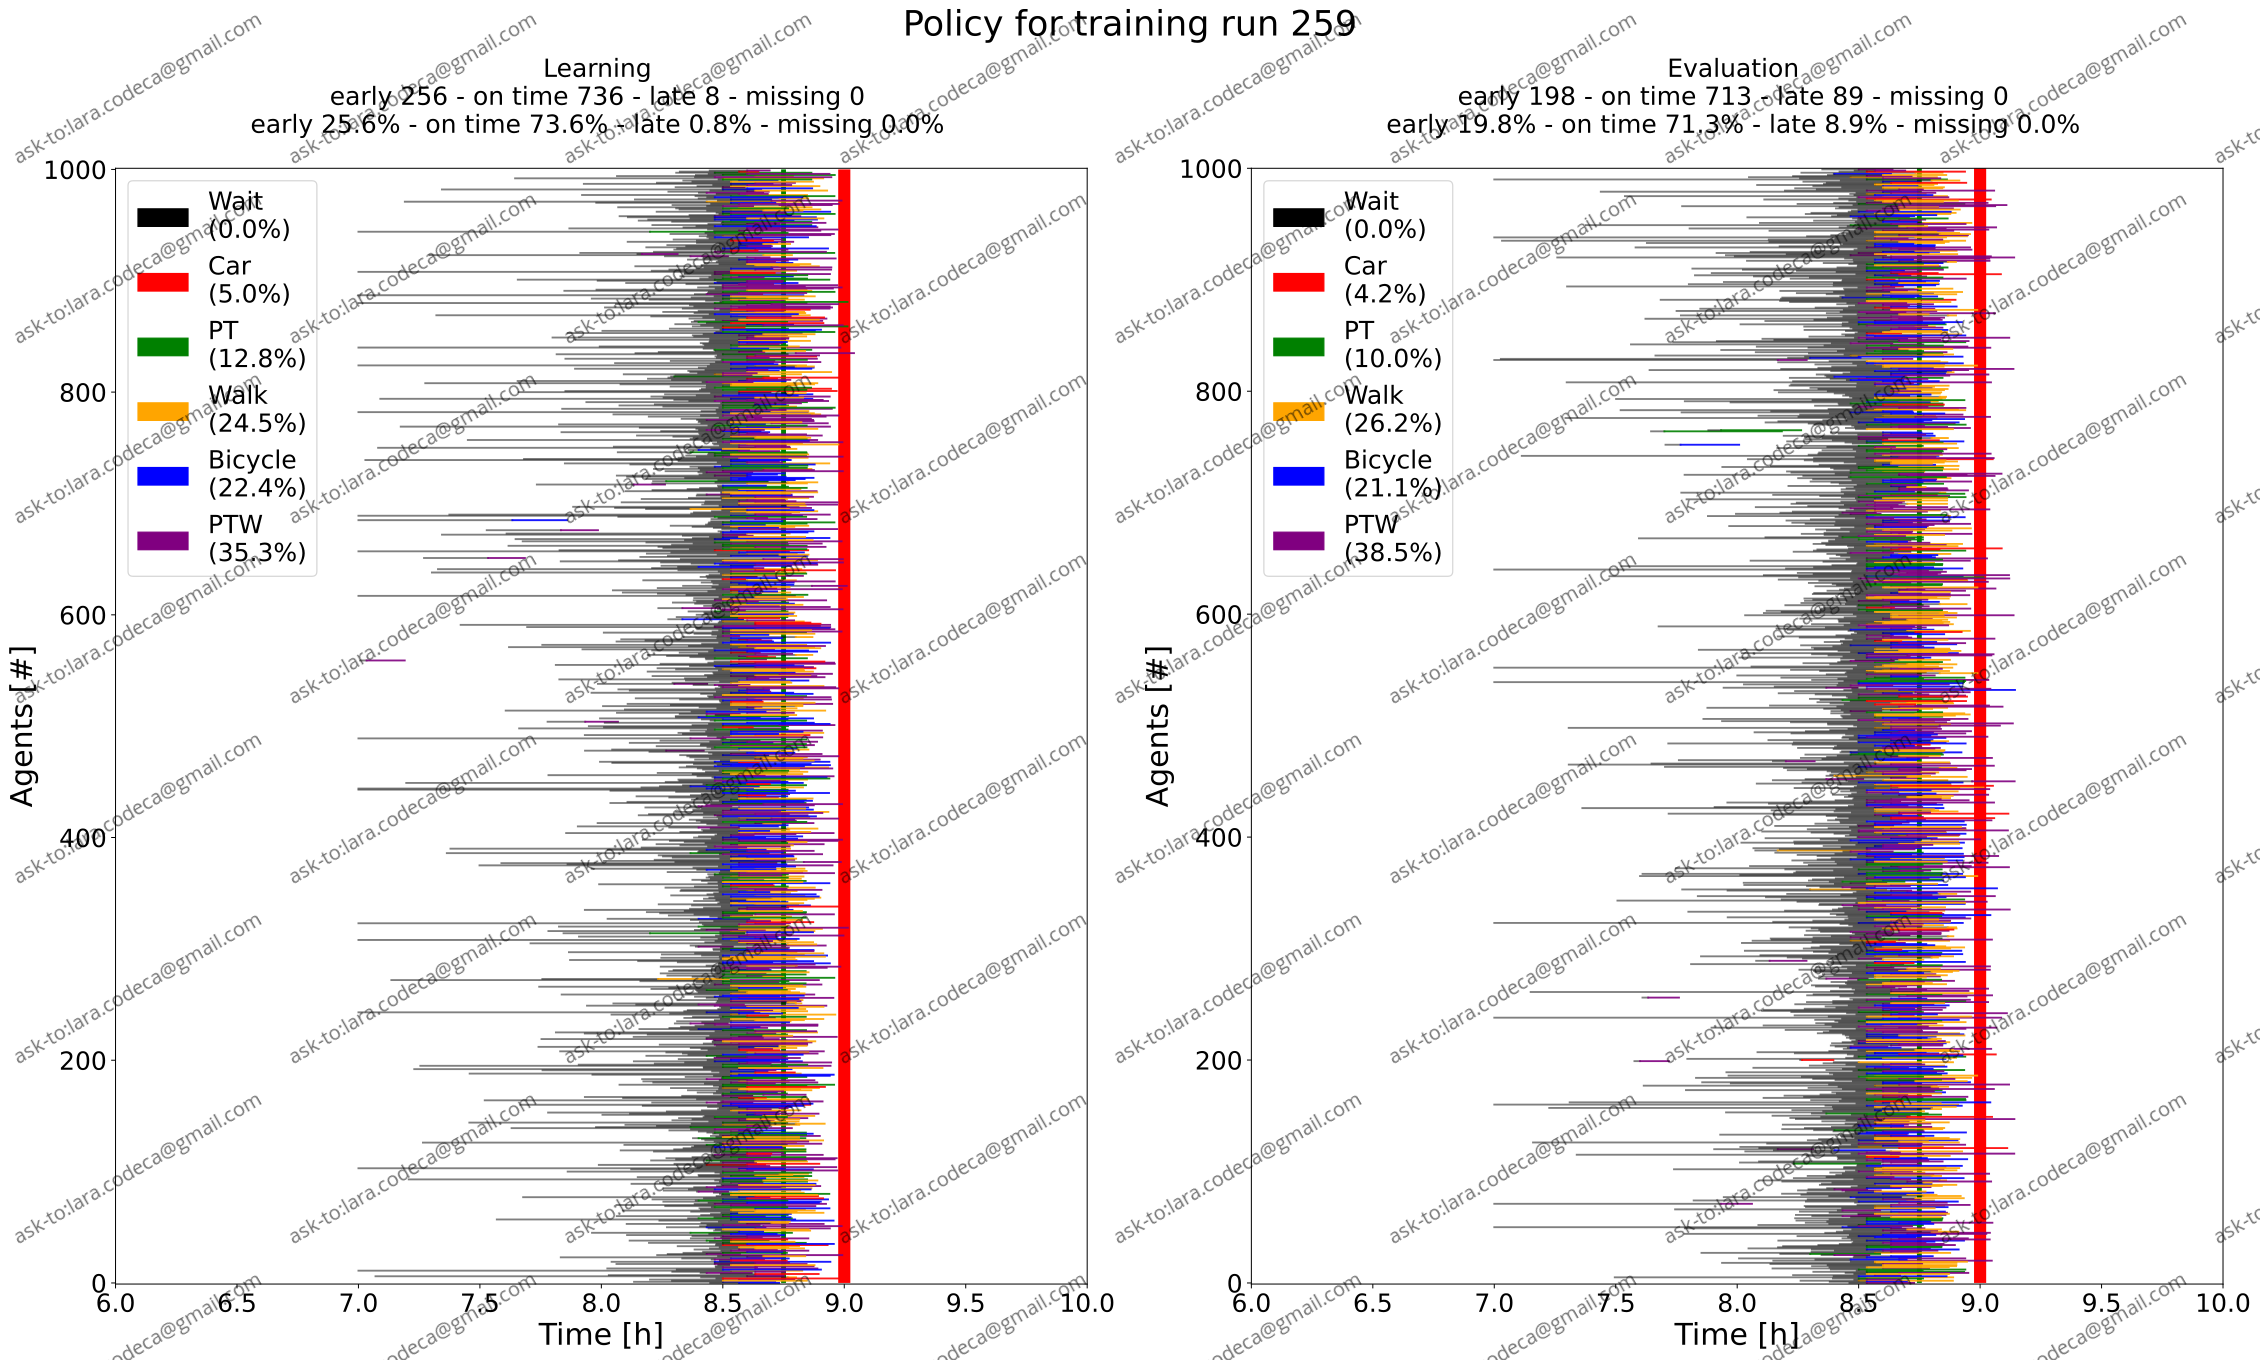 Policy for training run 259
Learning
early 256 - on time 736 - late 8 - missing 0
early 25.6% - on time 73.6% - late 0.8% - missing 0.0%
1000
800
600
400
200
0
Agents [#]
Wait
(0.0%)
Car
(5.0%)
PT
(12.8%)
Walk
(24.5%)
Bicycle
(22.4%)
PTW
(35.3%)
6.0 6.5 7.0 7.5 8.0 8.5 9.0 9.5 10.0
Time [h]
Evaluation
early 198 - on time 713 - late 89 - missing 0
early 19.8% - on time 71.3% - late 8.9% - missing 0.0%
1000
800
600
400
200
0
Agents [#]
Wait
(0.0%)
Car
(4.2%)
PT
(10.0%)
Walk
(26.2%)
Bicycle
(21.1%)
PTW
(38.5%)
6.0 6.5 7.0 7.5 8.0 8.5 9.0 9.5 10.0
Time [h]
ask-to:lara.codeca@gmail.com